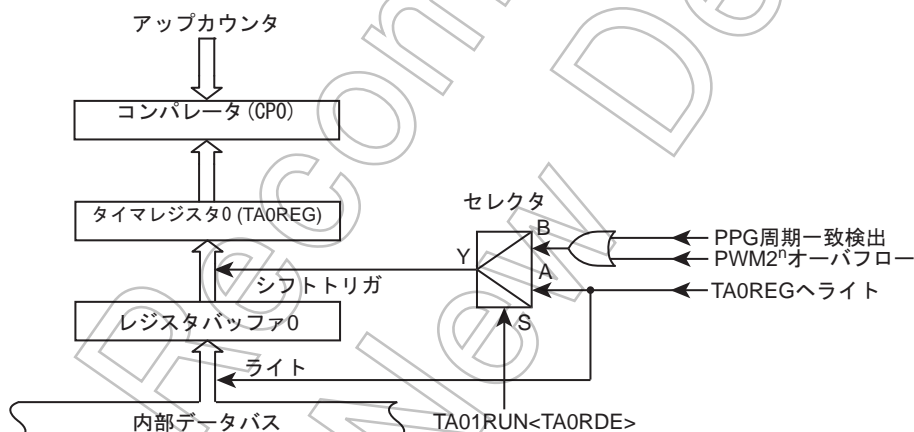 アップカウンタ
コンパレータ (CP0)
タイマレジスタ0 (TA0REG)
セレクタ
B
Y
A
S
PPG周期一致検出
PWM2ⁿオーバフロー
TA0REGへライト
シフトトリガ
レジスタバッファ0
ライト
内部データバス
TA01RUN<TA0RDE>